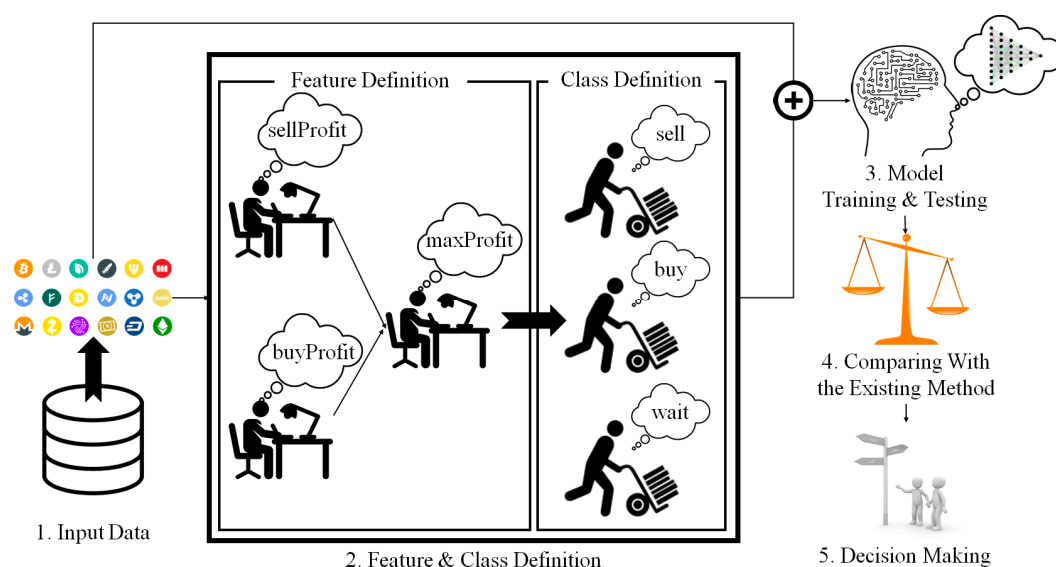 Feature Definition
Class Definition
sellProfit
maxProfit
buyProfit
sell
buy
wait
1. Input Data
2. Feature & Class Definition
3. Model
Training & Testing
4. Comparing With
the Existing Method
5. Decision Making